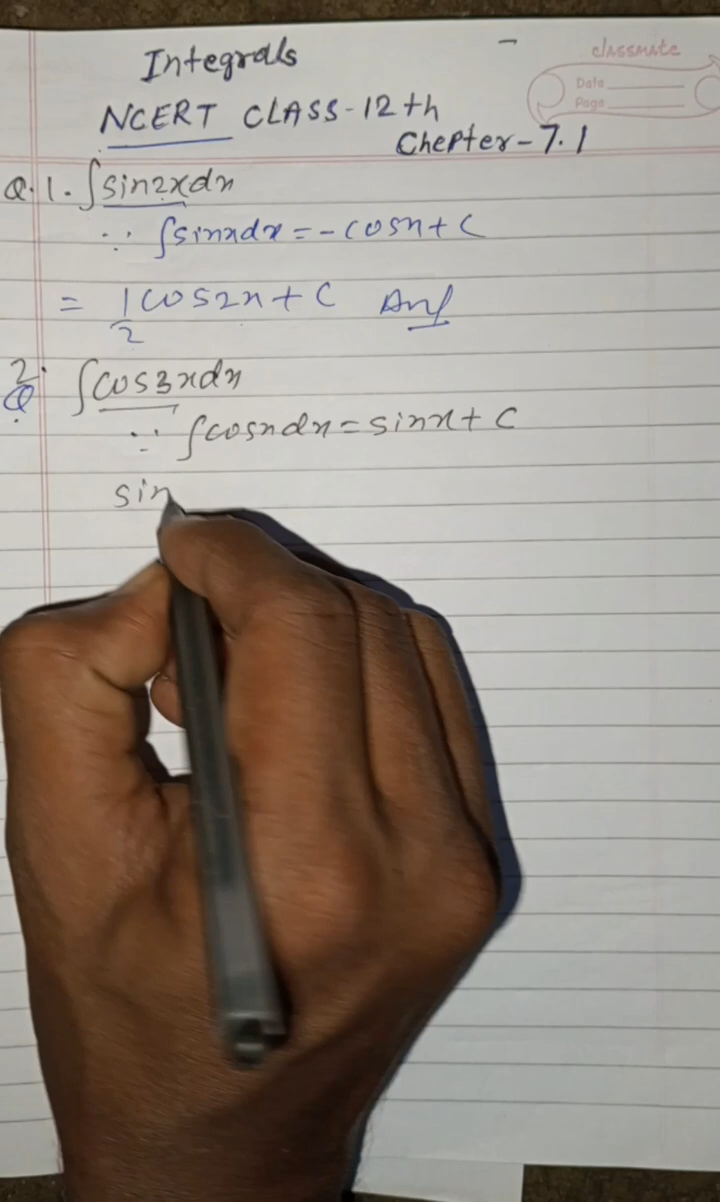 Integrals
classmate
Date
Page
NCERT CLASS-12th
Chepter-7.1
Q.1. ∫sin2xdx
∵ ∫sinxdx = -cosx+c
= 1/2 cos2x+c Ans
Q.2 ∫cos3xdx
∵ ∫cosxdx = sinx+c
sin